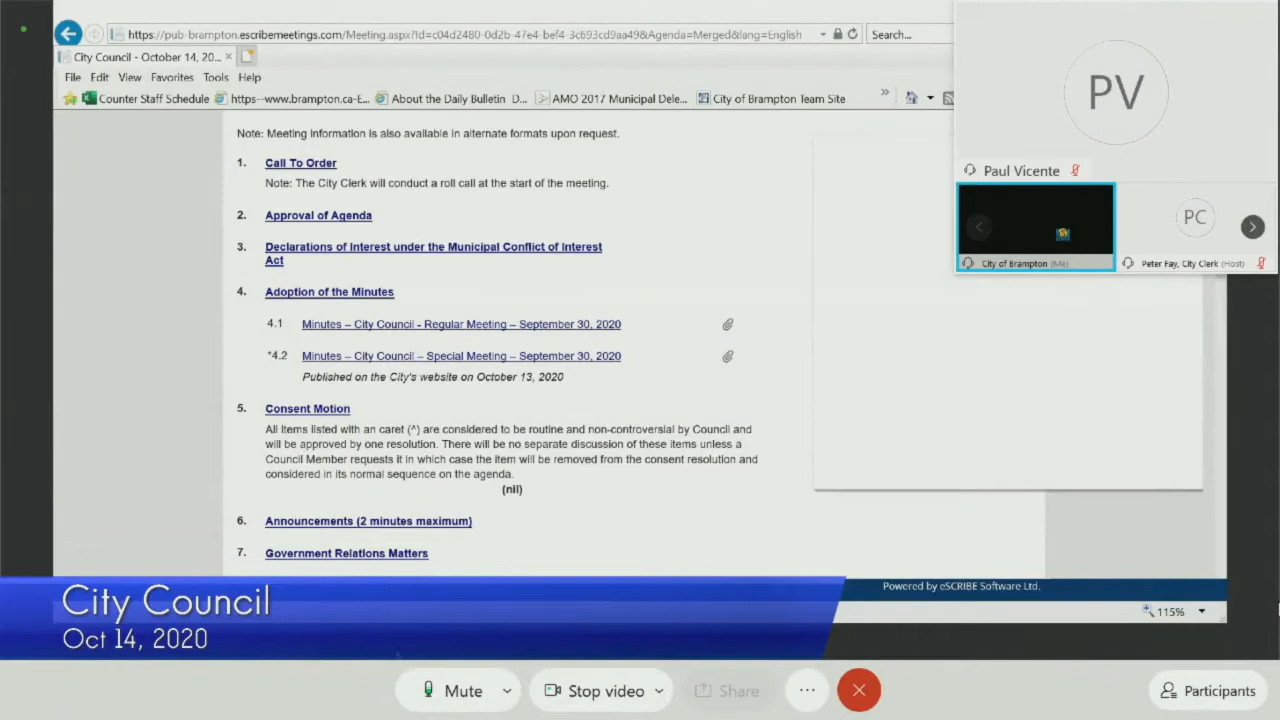 https://pub-brampton.escribemeetings.com/Meeting.aspx?Id=c04d2480-0d2b-47e4-bef4-3c693cd9aa49&Agenda=Merged&lang=English
Search...
City Council - October 14, 20...
File Edit View Favorites Tools Help
Counter Staff Schedule
https--www.brampton.ca-E...
About the Daily Bulletin D...
AMO 2017 Municipal Dele...
City of Brampton Team Site
PV
Paul Vicente
PC
City of Brampton (Me)
Peter Fay, City Clerk (Host)
Note: Meeting information is also available in alternate formats upon request.
1. Call To Order
Note: The City Clerk will conduct a roll call at the start of the meeting.
2. Approval of Agenda
3. Declarations of Interest under the Municipal Conflict of Interest
Act
4. Adoption of the Minutes
4.1 Minutes – City Council - Regular Meeting – September 30, 2020
*4.2 Minutes – City Council – Special Meeting – September 30, 2020
Published on the City's website on October 13, 2020
5. Consent Motion
All items listed with an caret (^) are considered to be routine and non-controversial by Council and
will be approved by one resolution. There will be no separate discussion of these items unless a
Council Member requests it in which case the item will be removed from the consent resolution and
considered in its normal sequence on the agenda.
(nil)
6. Announcements (2 minutes maximum)
7. Government Relations Matters
Powered by eSCRIBE Software Ltd.
115%
City Council
Oct 14, 2020
Mute
Stop video
Share
Participants